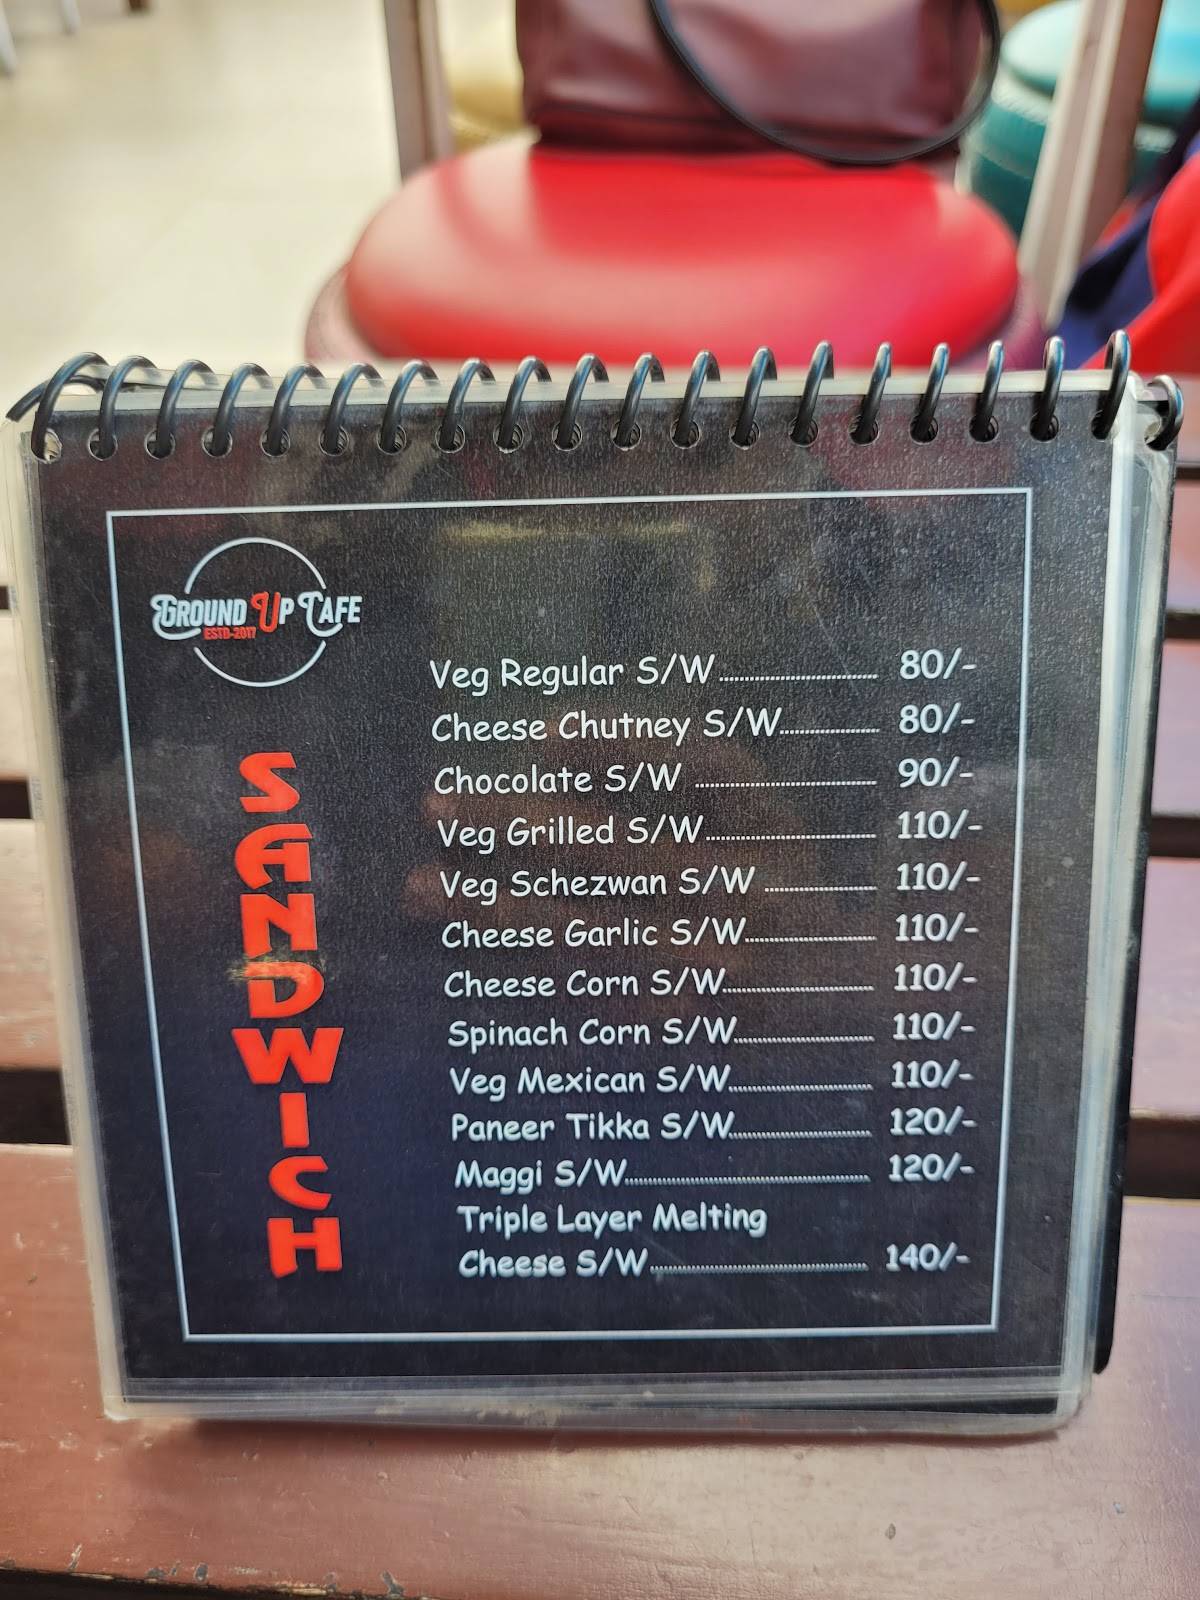 GROUND UP CAFE
ESTD-2017
SANDWICH
Veg Regular S/W 80/-
Cheese Chutney S/W 80/-
Chocolate S/W 90/-
Veg Grilled S/W 110/-
Veg Schezwan S/W 110/-
Cheese Garlic S/W 110/-
Cheese Corn S/W 110/-
Spinach Corn S/W 110/-
Veg Mexican S/W 110/-
Paneer Tikka S/W 120/-
Maggi S/W 120/-
Triple Layer Melting
Cheese S/W 140/-